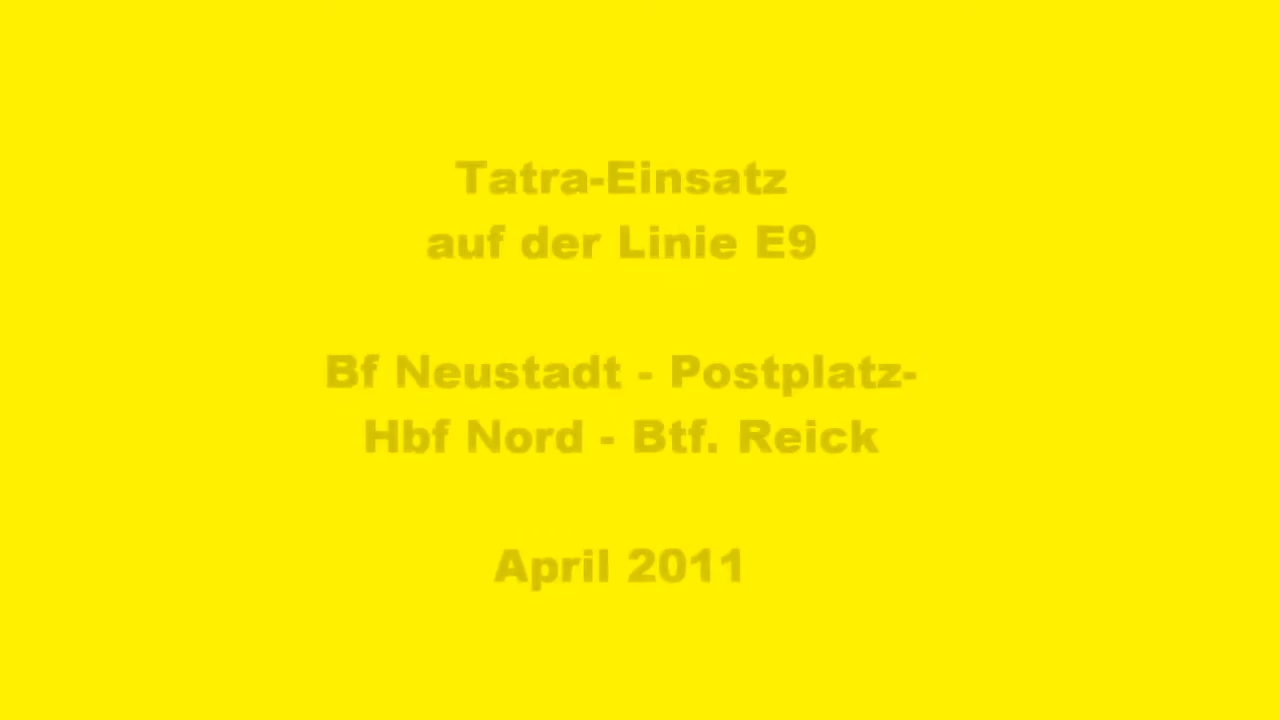 Tatra-Einsatz
auf der Linie E9
Bf Neustadt - Postplatz-
Hbf Nord - Btf. Reick
April 2011